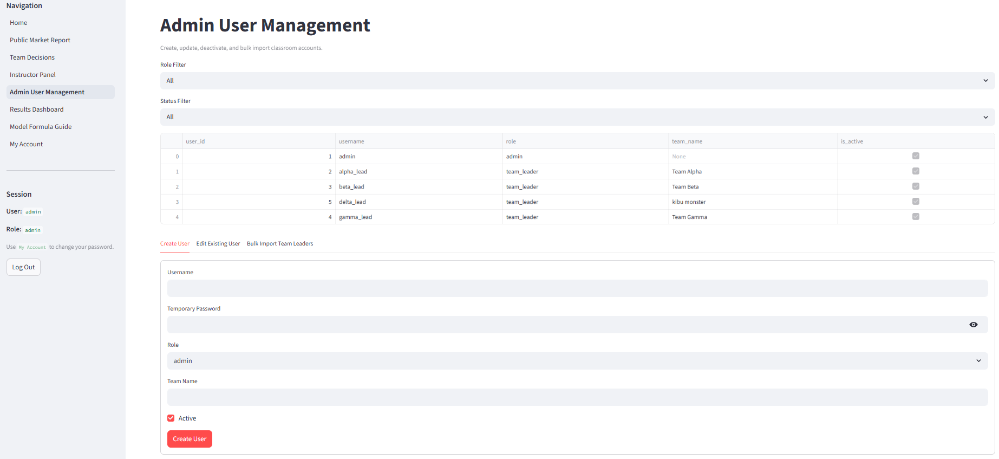 Navigation
Home
Public Market Report
Team Decisions
Instructor Panel
Admin User Management
Results Dashboard
Model Formula Guide
My Account
Session
User: admin
Role: admin
Use My Account to change your password.
Log Out
Admin User Management
Create, update, deactivate, and bulk import classroom accounts.
Role Filter
All
Status Filter
All
user_id username role team_name is_active
0 1 admin admin None
1 2 alpha_lead team_leader Team Alpha
2 3 beta_lead team_leader Team Beta
3 5 delta_lead team_leader kibu monster
4 4 gamma_lead team_leader Team Gamma
Create User Edit Existing User Bulk Import Team Leaders
Username
Temporary Password
Role
admin
Team Name
Active
Create User